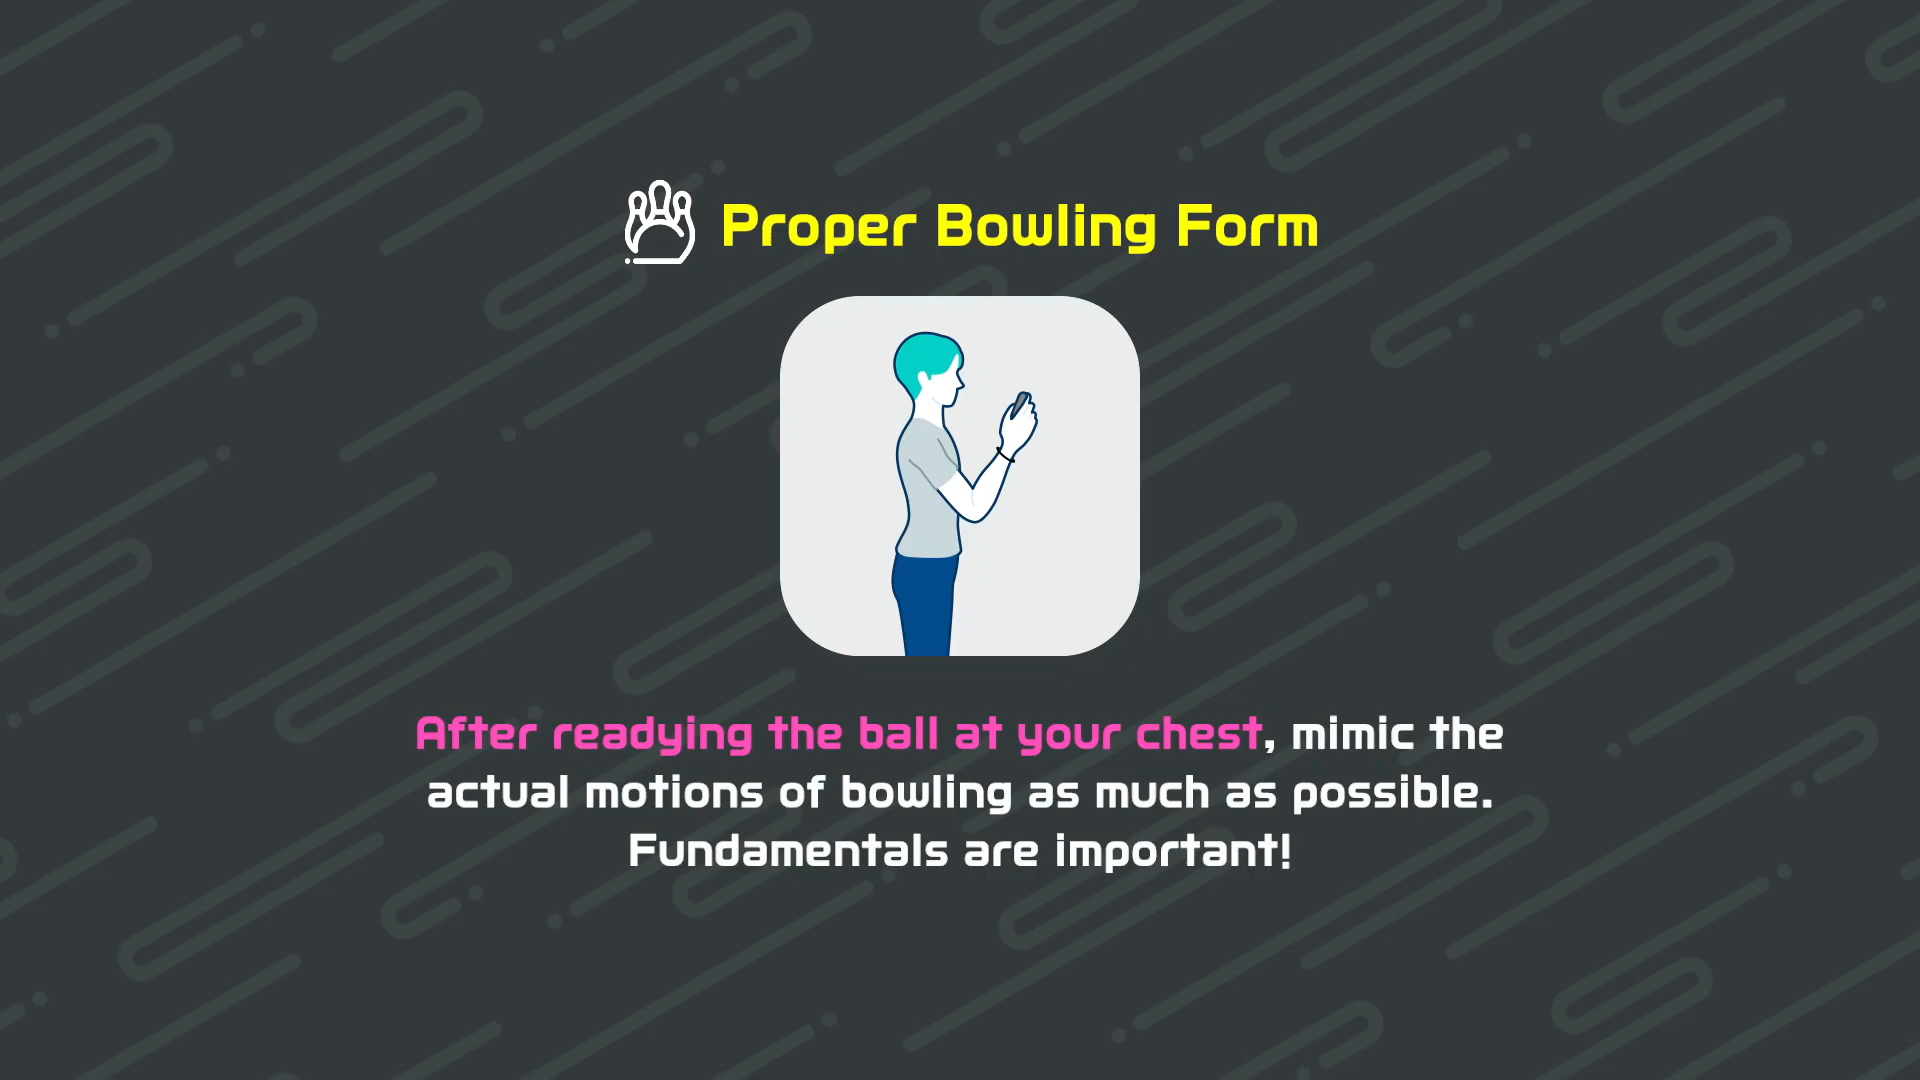 Proper Bowling Form
After readying the ball at your chest, mimic the
actual motions of bowling as much as possible.
Fundamentals are important!